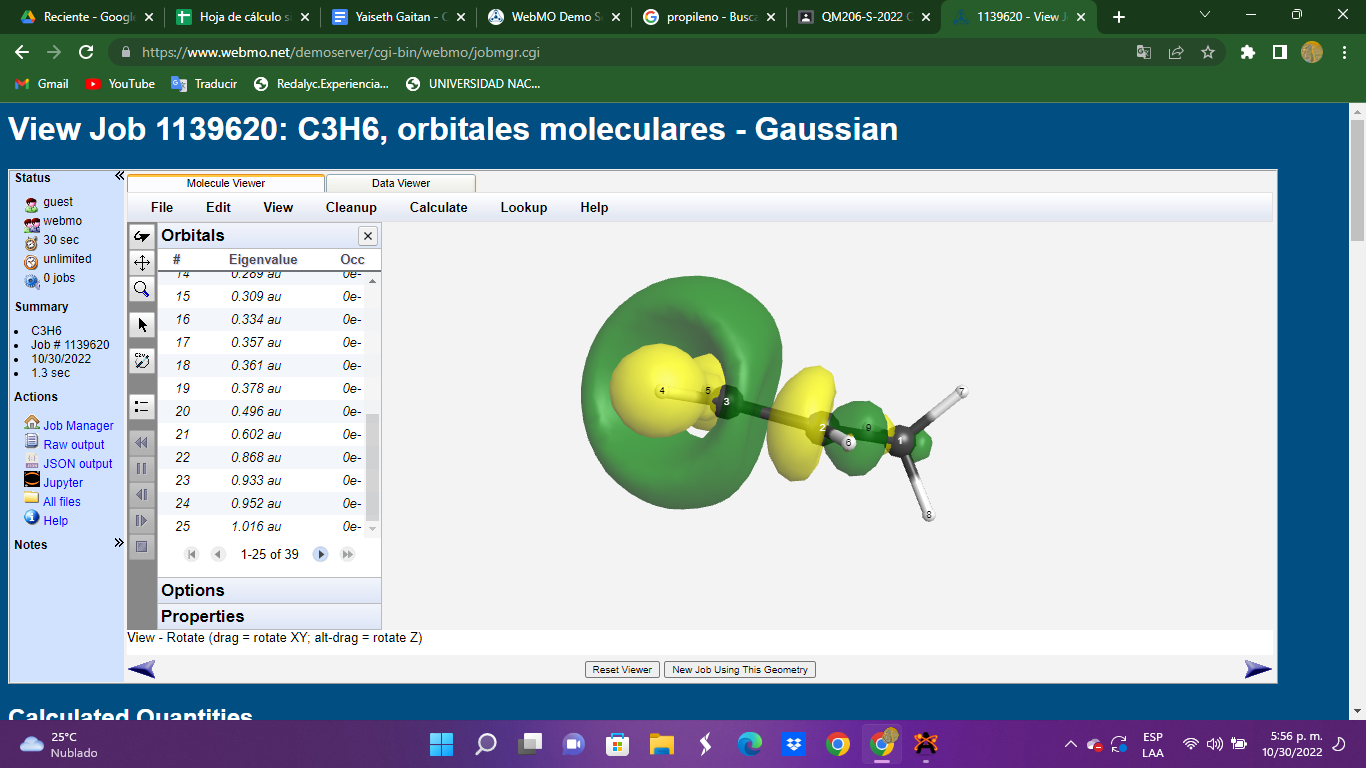 Reciente - Google
Hoja de cálculo si
Yaiseth Gaitan - C
WebMO Demo Se
propileno - Busca
QM206-S-2022 C
1139620 - View J
https://www.webmo.net/demoserver/cgi-bin/webmo/jobmgr.cgi
Gmail
YouTube
Traducir
Redalyc.Experiencia...
UNIVERSIDAD NAC...
View Job 1139620: C3H6, orbitales moleculares - Gaussian
Status
guest
webmo
30 sec
unlimited
0 jobs
Summary
C3H6
Job # 1139620
10/30/2022
1.3 sec
Actions
Job Manager
Raw output
JSON output
Jupyter
All files
Help
Notes
Molecule Viewer
Data Viewer
File Edit View Cleanup Calculate Lookup Help
Orbitals
# Eigenvalue Occ
14 0.289 au 0e-
15 0.309 au 0e-
16 0.334 au 0e-
17 0.357 au 0e-
18 0.361 au 0e-
19 0.378 au 0e-
20 0.496 au 0e-
21 0.602 au 0e-
22 0.868 au 0e-
23 0.933 au 0e-
24 0.952 au 0e-
25 1.016 au 0e-
1-25 of 39
Options
Properties
4
5
3
2
6
9
1
7
8
View - Rotate (drag = rotate XY; alt-drag = rotate Z)
Reset Viewer
New Job Using This Geometry
Calculated Quantities
25°C
Nublado
ESP
LAA
5:56 p. m.
10/30/2022